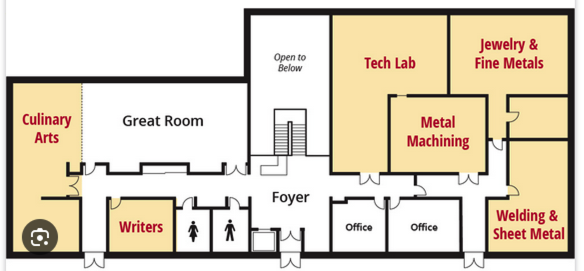 Open to
Below
Tech Lab
Jewelry &
Fine Metals
Culinary
Arts
Great Room
Metal
Machining
Foyer
Writers
Office
Office
Welding &
Sheet Metal